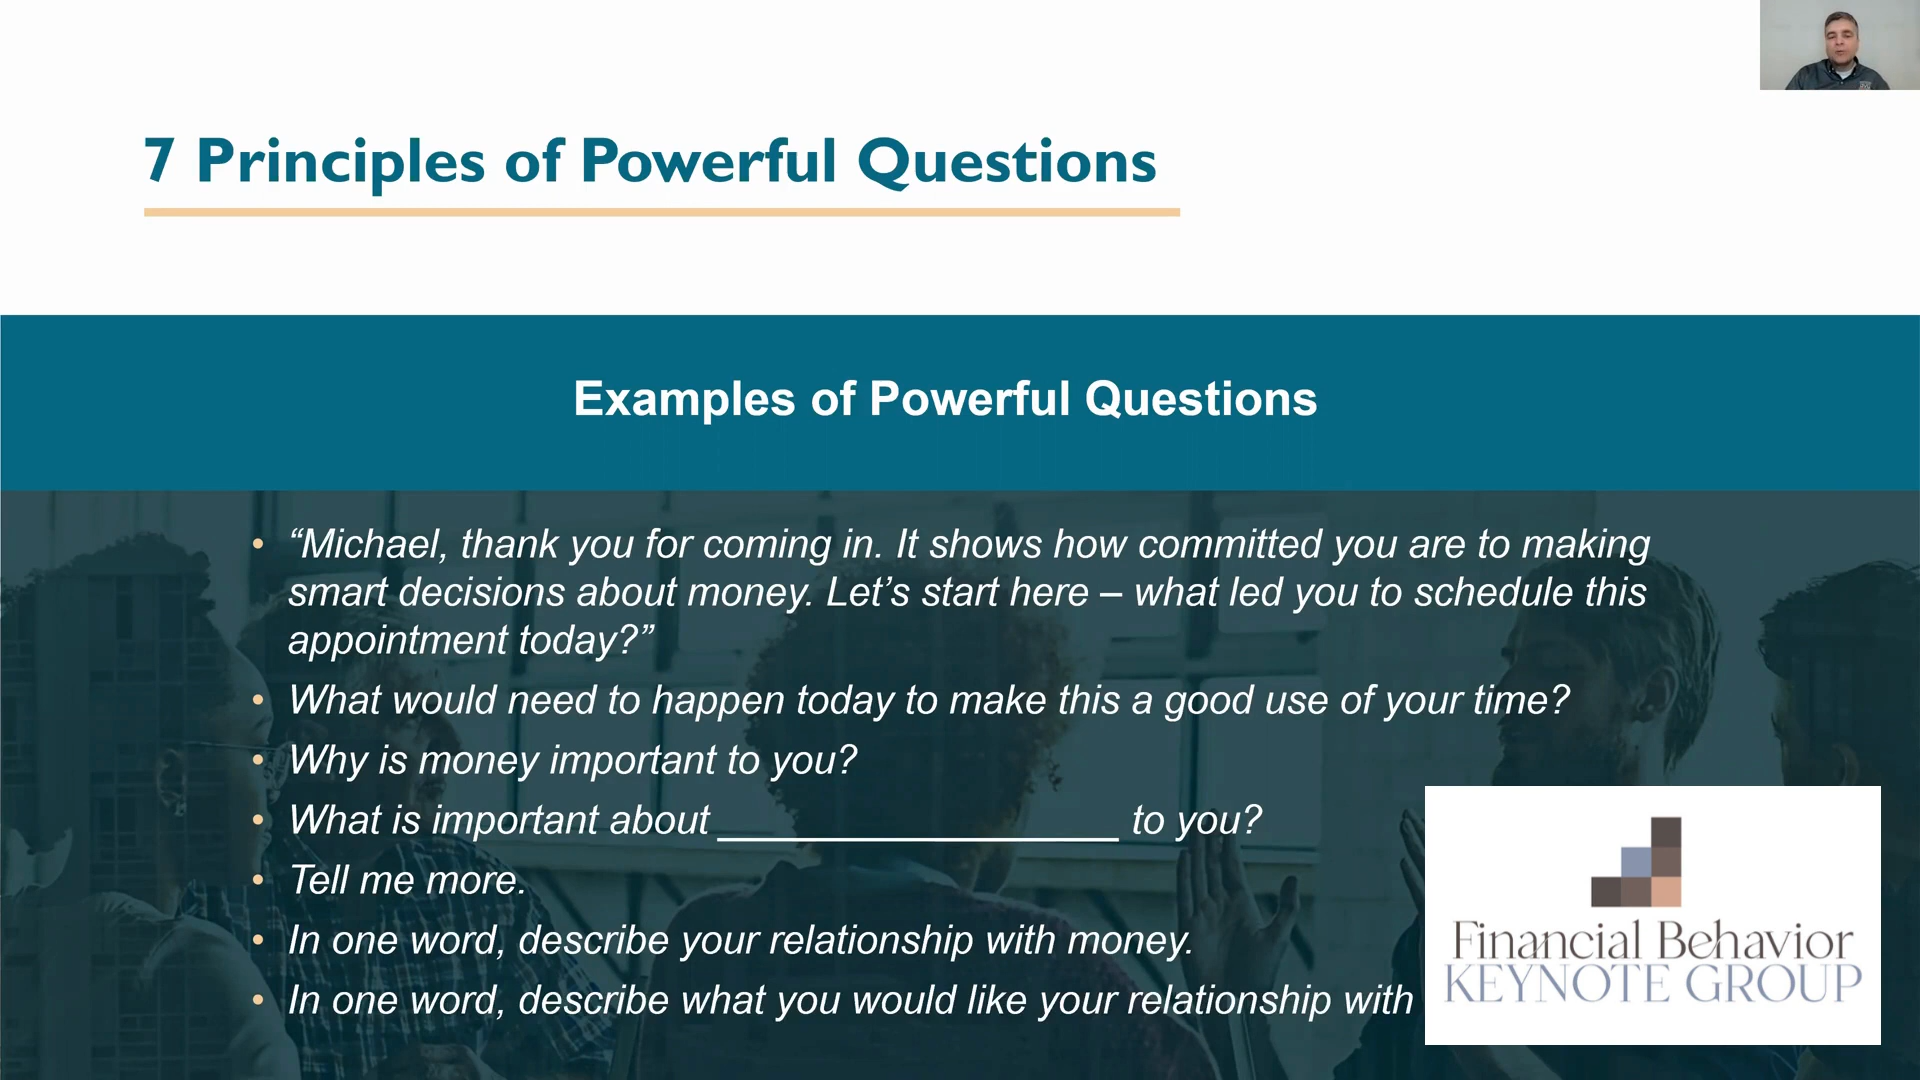 7 Principles of Powerful Questions
Examples of Powerful Questions
• “Michael, thank you for coming in. It shows how committed you are to making
smart decisions about money. Let’s start here – what led you to schedule this
appointment today?”
• What would need to happen today to make this a good use of your time?
• Why is money important to you?
• What is important about__________________ to you?
• Tell me more.
• In one word, describe your relationship with money.
• In one word, describe what you would like your relationship with
Financial Behavior
KEYNOTE GROUP